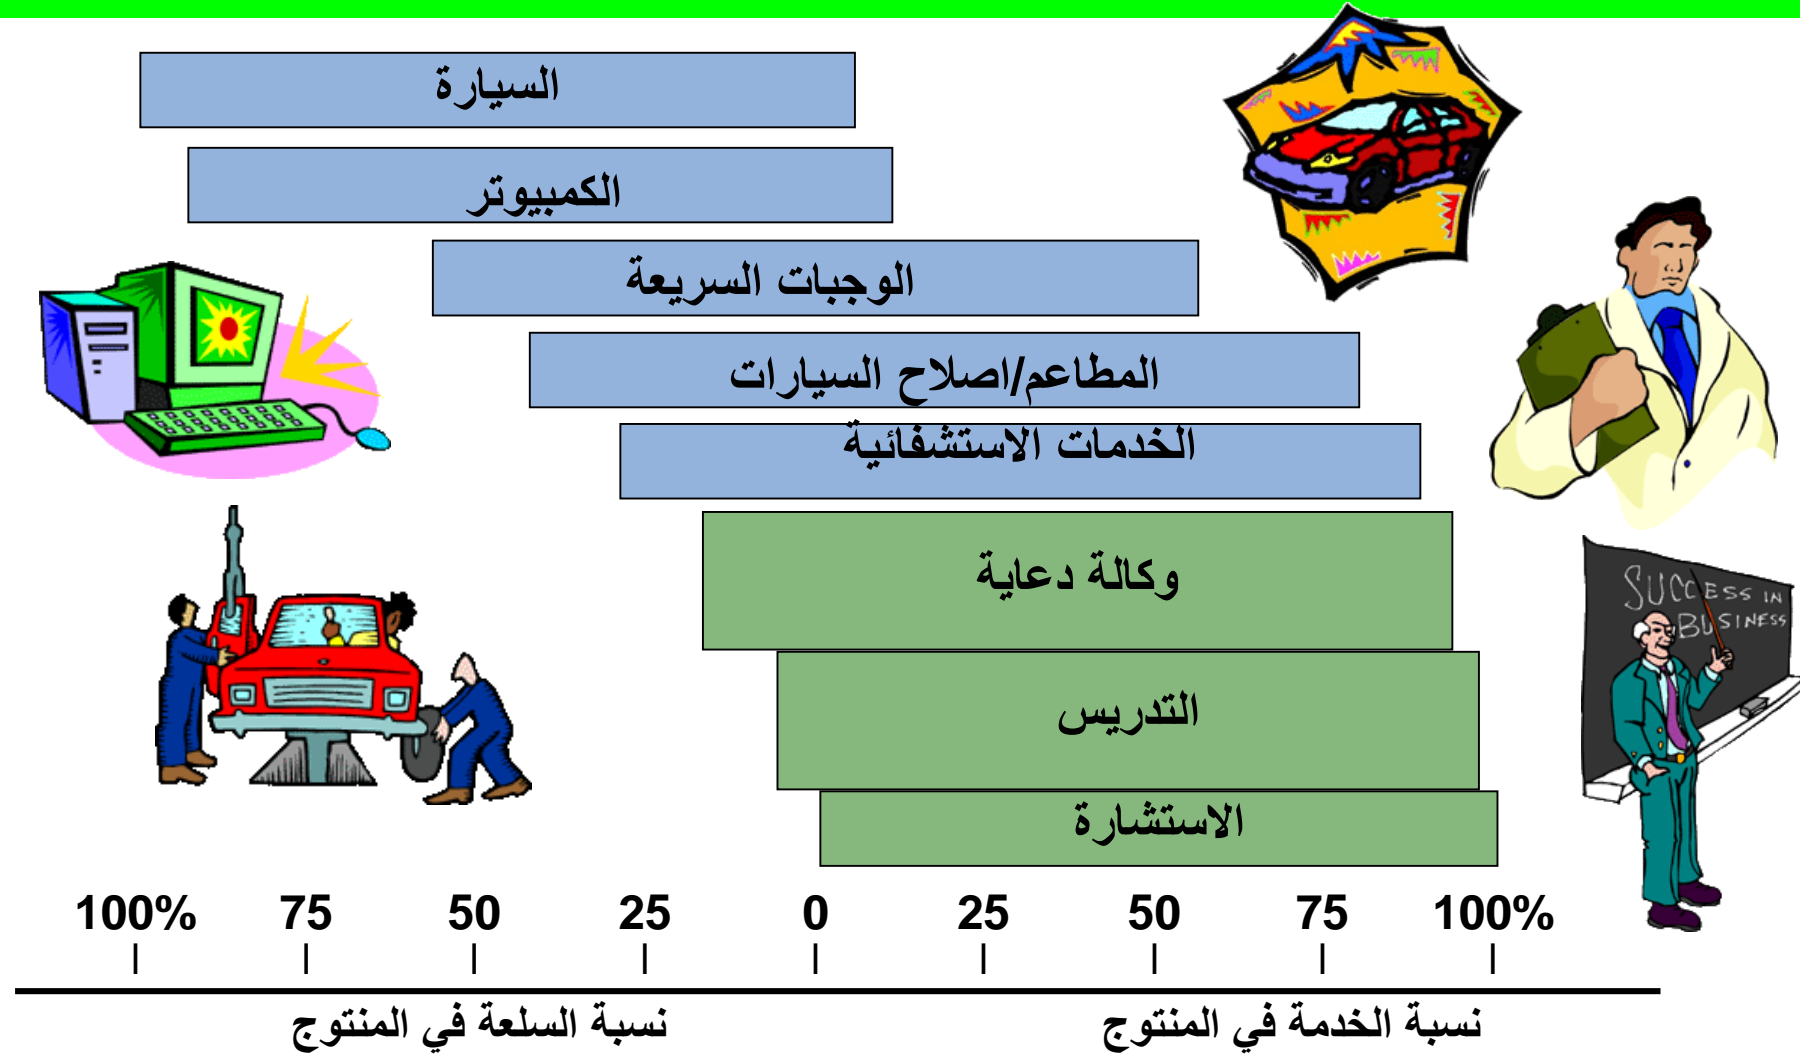 السيارة
الكمبيوتر
الوجبات السريعة
المطاعم/اصلاح السيارات
الخدمات الاستشفائية
وكالة دعاية
SUCCESS IN
BUSINESS
التدريس
الاستشارة
100% 75 50 25 0 25 50 75 100%
نسبة السلعة في المنتوج
نسبة الخدمة في المنتوج